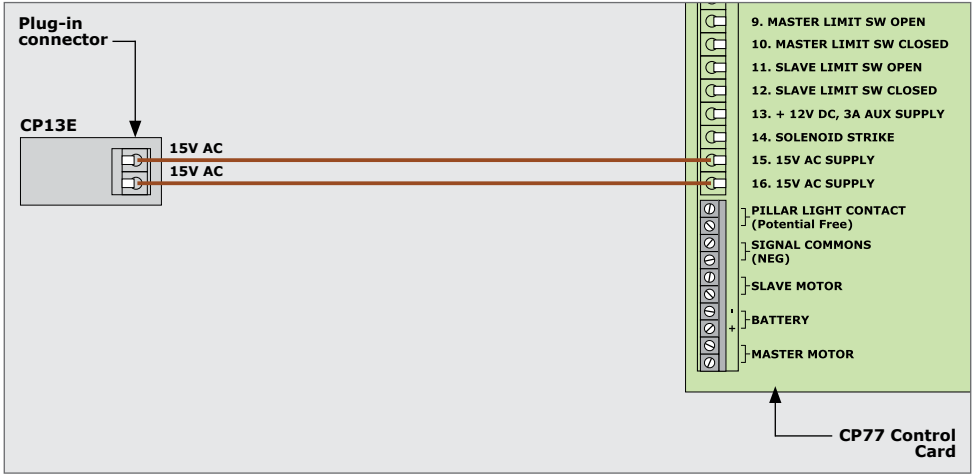 Plug-in
connector
CP13E
15V AC
15V AC
9. MASTER LIMIT SW OPEN
10. MASTER LIMIT SW CLOSED
11. SLAVE LIMIT SW OPEN
12. SLAVE LIMIT SW CLOSED
13. + 12V DC, 3A AUX SUPPLY
14. SOLENOID STRIKE
15. 15V AC SUPPLY
16. 15V AC SUPPLY
PILLAR LIGHT CONTACT
(Potential Free)
SIGNAL COMMONS
(NEG)
SLAVE MOTOR
-
BATTERY
+
MASTER MOTOR
CP77 Control
Card